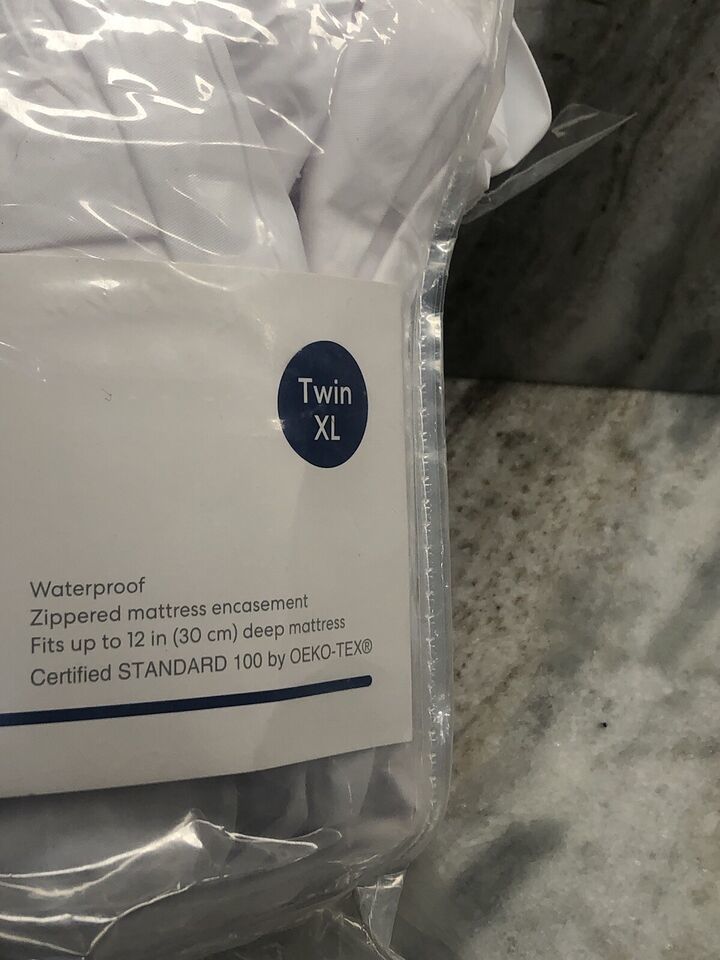 Twin
XL
Waterproof
Zippered mattress encasement
Fits up to 12 in (30 cm) deep mattress
Certified STANDARD 100 by OEKO-TEX®